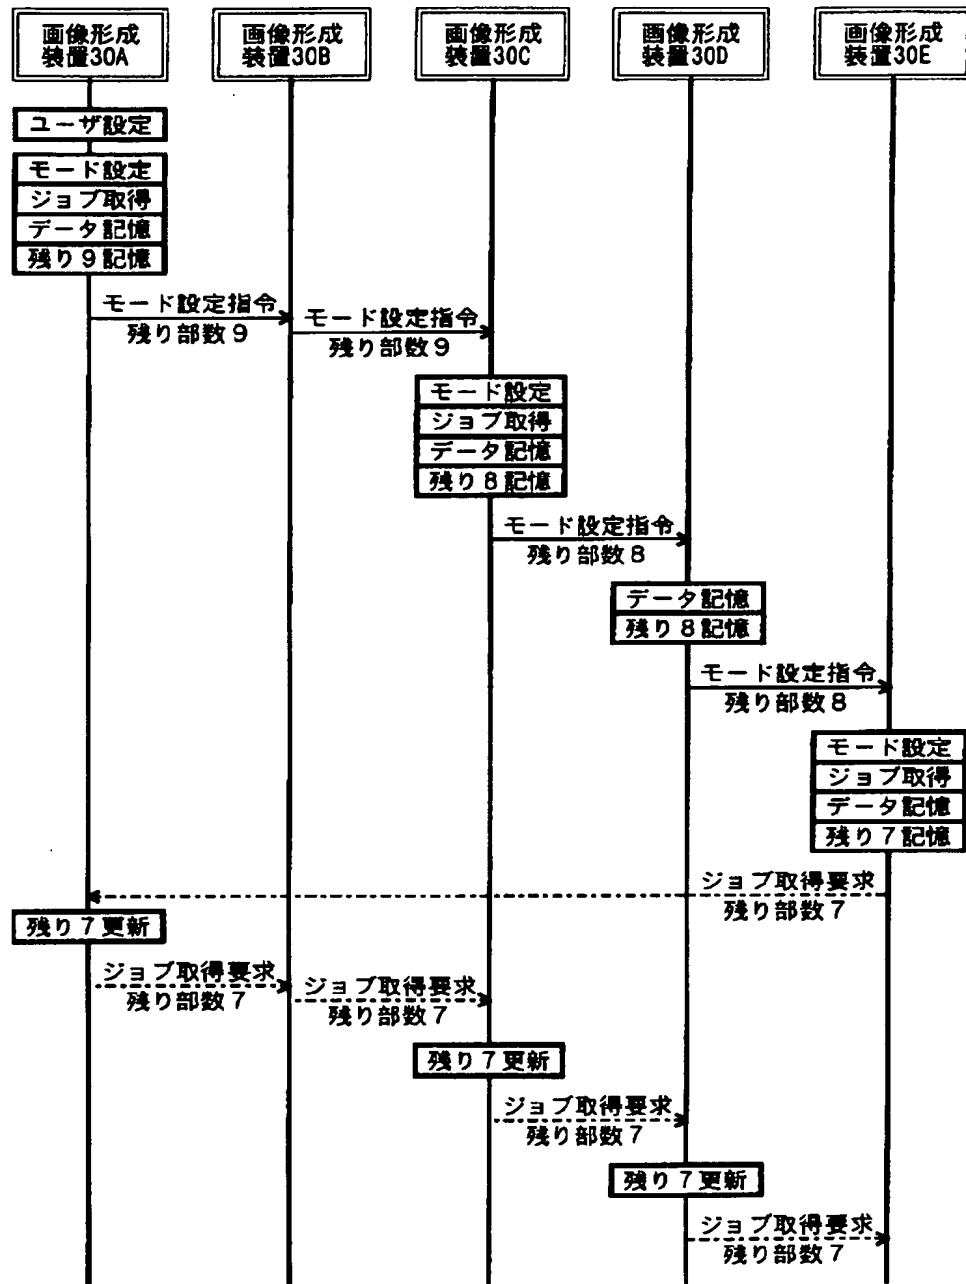 画像形成
装置30A
画像形成
装置30B
画像形成
装置30C
画像形成
装置30D
画像形成
装置30E
ユーザ設定
モード設定
ジョブ取得
データ記憶
残り9記憶
モード設定指令
残り部数9
モード設定指令
残り部数9
モード設定
ジョブ取得
データ記憶
残り8記憶
モード設定指令
残り部数8
データ記憶
残り8記憶
モード設定指令
残り部数8
モード設定
ジョブ取得
データ記憶
残り7記憶
ジョブ取得要求
残り部数7
残り7更新
ジョブ取得要求
残り部数7
ジョブ取得要求
残り部数7
残り7更新
ジョブ取得要求
残り部数7
残り7更新
ジョブ取得要求
残り部数7